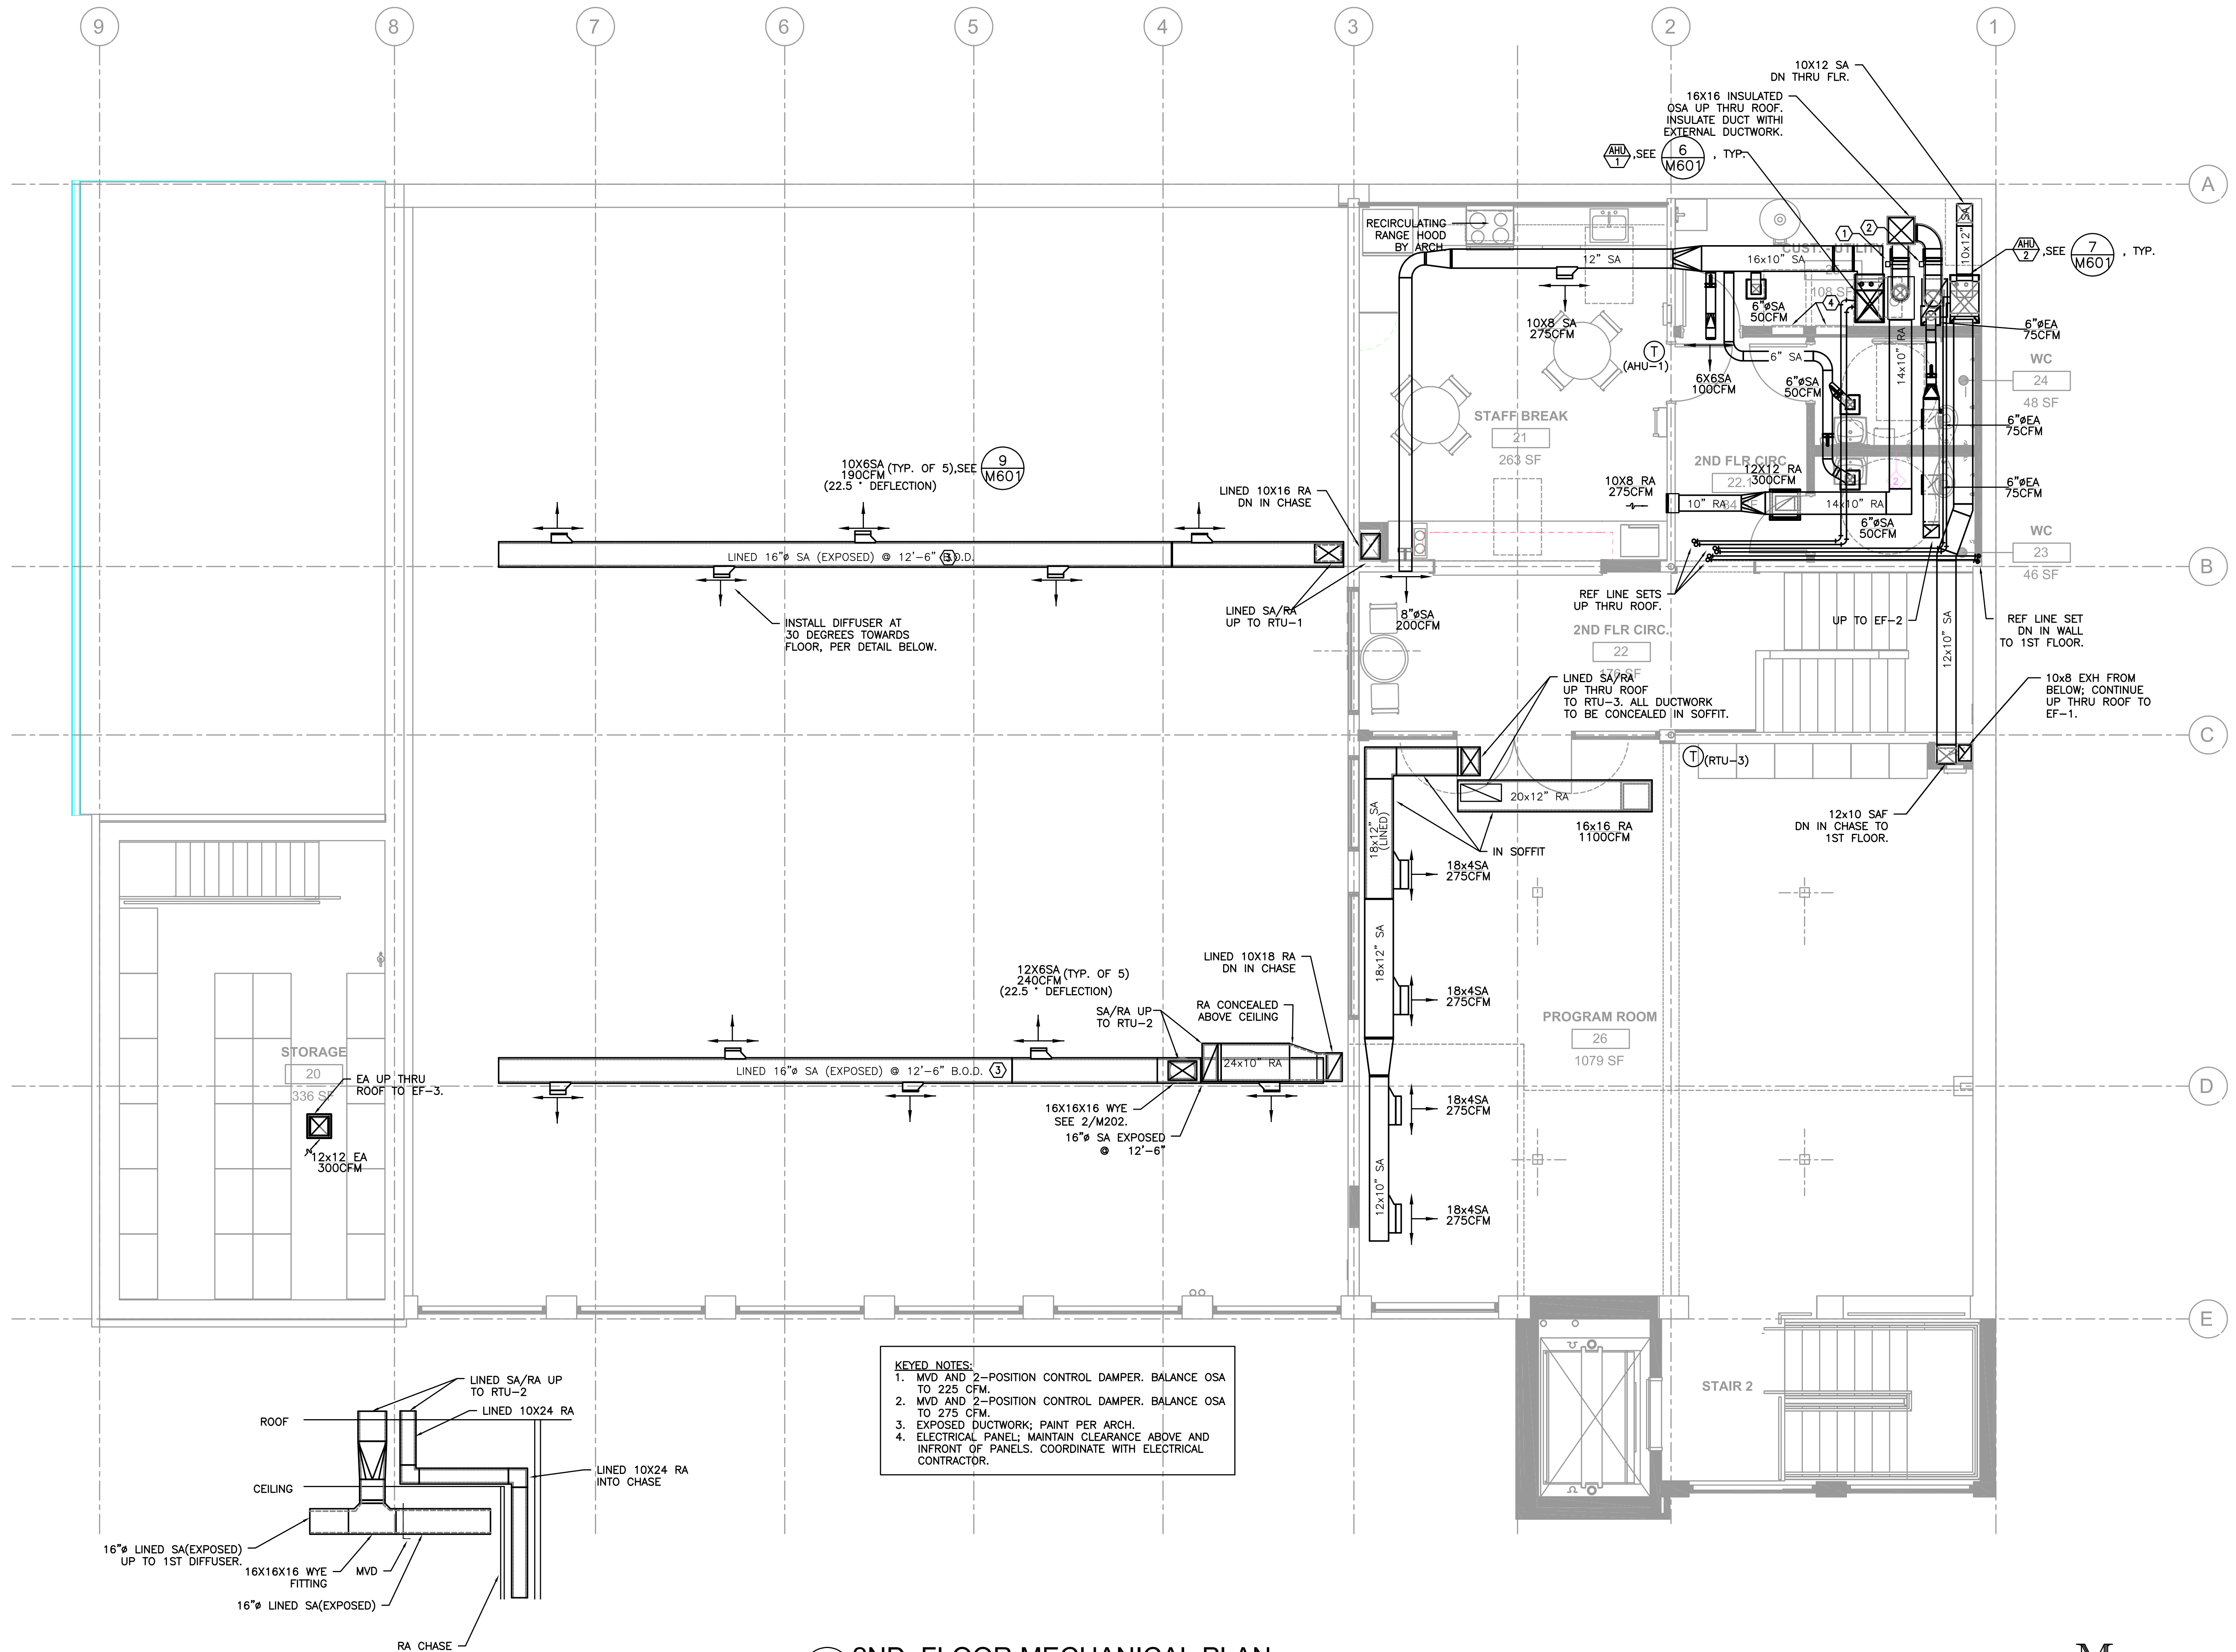 9
8
7
6
5
4
3
2
1
A
B
C
D
E
10X12 SA
DN THRU FLR.
16X16 INSULATED
OSA UP THRU ROOF.
INSULATE DUCT WITHI
EXTERNAL DUCTWORK.
AHU
1
,SEE
6
M601
, TYP.
AHU
2
,SEE
7
M601
, TYP.
RECIRCULATING
RANGE HOOD
BY ARCH.
12" SA
16x10" SA
10x12" SA
1
2
CUST. UTILITY
108 SF
4
10X8 SA
275CFM
6"øSA
50CFM
T
(AHU-1)
6X6SA
100CFM
6" SA
6"øSA
50CFM
14x10" RA
6"øEA
75CFM
WC
24
48 SF
6"øEA
75CFM
STAFF BREAK
21
263 SF
2ND FLR CIRC.
22.1
12X12 RA
300CFM
10X8 RA
275CFM
10" RA
14x10" RA
6"øSA
50CFM
2
6"øEA
75CFM
WC
23
46 SF
10X6SA
190CFM
(TYP. OF 5),SEE
9
M601
(22.5 ° DEFLECTION)
LINED 10X16 RA
DN IN CHASE
LINED 16"ø SA (EXPOSED) @ 12'-6" B.O.D.
3
INSTALL DIFFUSER AT
30 DEGREES TOWARDS
FLOOR, PER DETAIL BELOW.
LINED SA/RA
UP TO RTU-1
8"øSA
200CFM
REF LINE SETS
UP THRU ROOF.
UP TO EF-2
REF LINE SET
DN IN WALL
TO 1ST FLOOR.
2ND FLR CIRC.
22
176 SF
12x10" SA
LINED SA/RA
UP THRU ROOF
TO RTU-3. ALL DUCTWORK
TO BE CONCEALED IN SOFFIT.
10x8 EXH FROM
BELOW; CONTINUE
UP THRU ROOF TO
EF-1.
T
(RTU-3)
20x12" RA
16x16 RA
1100CFM
12x10 SAF
DN IN CHASE TO
1ST FLOOR.
18x12" SA
(LINED)
IN SOFFIT
18x4SA
275CFM
18x12" SA
18x4SA
275CFM
PROGRAM ROOM
26
1079 SF
18x4SA
275CFM
12x10" SA
18x4SA
275CFM
12X6SA
240CFM
(TYP. OF 5)
(22.5 ° DEFLECTION)
LINED 10X18 RA
DN IN CHASE
SA/RA UP
TO RTU-2
RA CONCEALED
ABOVE CEILING
LINED 16"ø SA (EXPOSED) @ 12'-6" B.O.D.
3
24x10" RA
16X16X16 WYE
SEE 2/M202.
16"ø SA EXPOSED
@ 12'-6"
STORAGE
20
336 SF
EA UP THRU
ROOF TO EF-3.
12x12 EA
300CFM
STAIR 2
KEYED NOTES:
1. MVD AND 2-POSITION CONTROL DAMPER. BALANCE OSA
TO 225 CFM.
2. MVD AND 2-POSITION CONTROL DAMPER. BALANCE OSA
TO 275 CFM.
3. EXPOSED DUCTWORK; PAINT PER ARCH.
4. ELECTRICAL PANEL; MAINTAIN CLEARANCE ABOVE AND
INFRONT OF PANELS. COORDINATE WITH ELECTRICAL
CONTRACTOR.
LINED SA/RA UP
TO RTU-2
ROOF
LINED 10X24 RA
LINED 10X24 RA
INTO CHASE
CEILING
16"ø LINED SA(EXPOSED)
UP TO 1ST DIFFUSER.
16X16X16 WYE
FITTING
MVD
16"ø LINED SA(EXPOSED)
RA CHASE
2ND FLOOR MECHANICAL PLAN